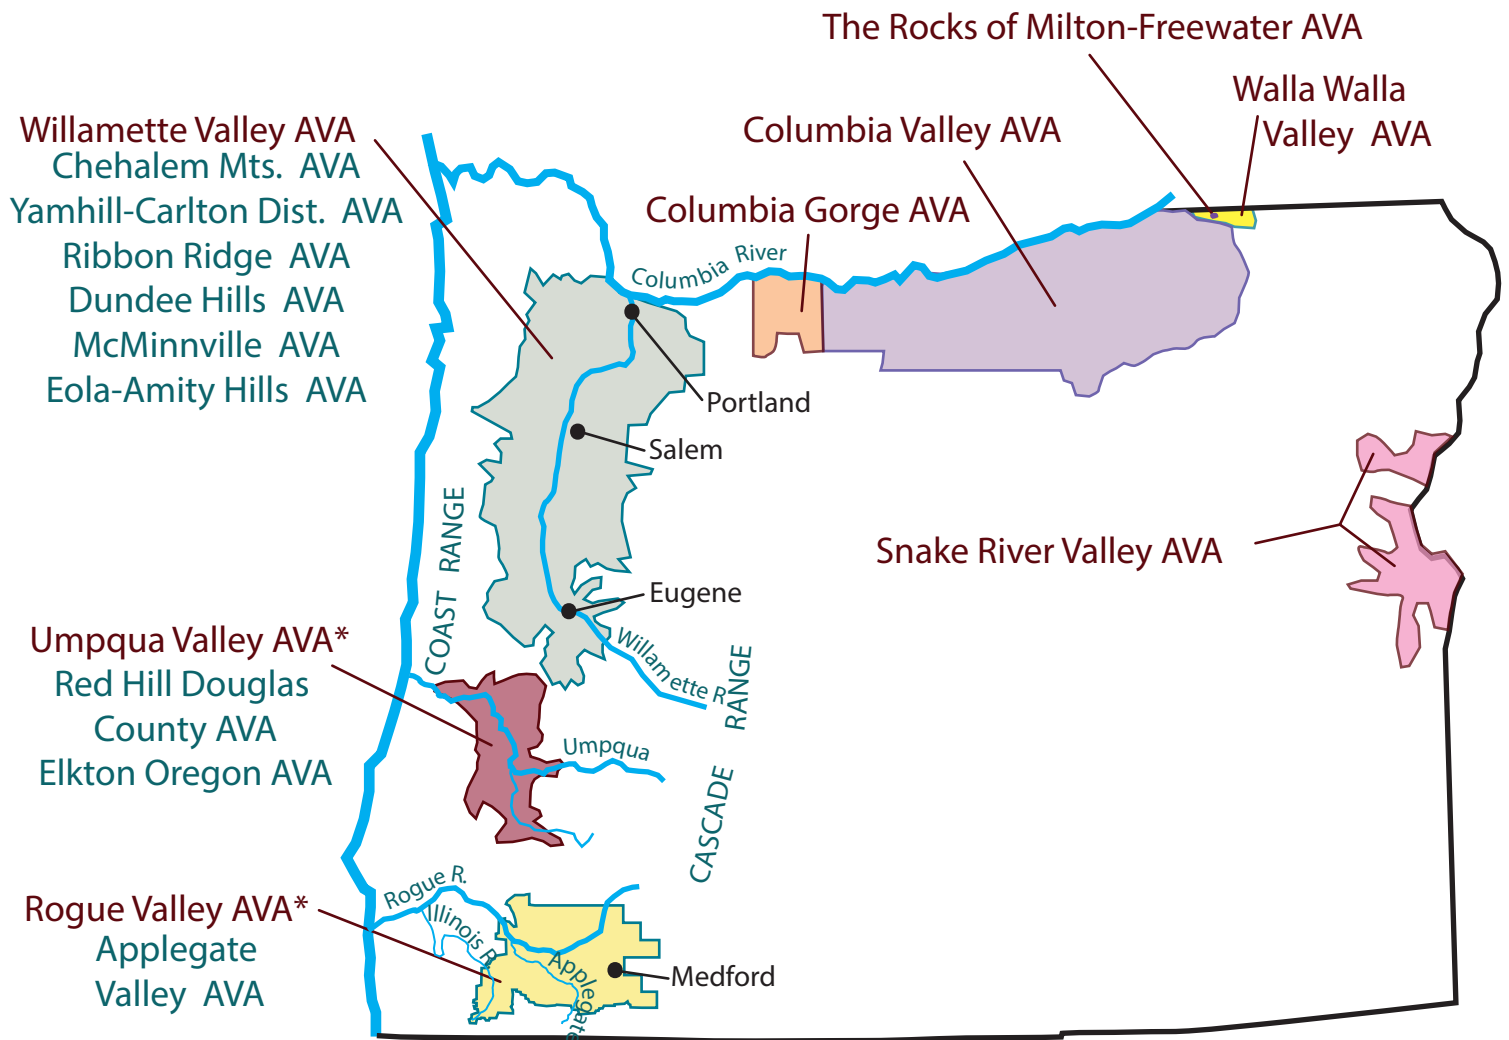 The Rocks of Milton-Freewater AVA
Walla Walla
Valley AVA
Columbia Valley AVA
Willamette Valley AVA
Chehalem Mts. AVA
Yamhill-Carlton Dist. AVA
Ribbon Ridge AVA
Dundee Hills AVA
McMinnville AVA
Eola-Amity Hills AVA
Columbia Gorge AVA
Columbia River
Portland
Salem
COAST RANGE
Snake River Valley AVA
Eugene
Willamette R.
Umpqua Valley AVA*
Red Hill Douglas
County AVA
Elkton Oregon AVA
Umpqua
CASCADE RANGE
Rogue R.
Illinois R.
Rogue Valley AVA*
Applegate
Valley AVA
Applegate
Medford